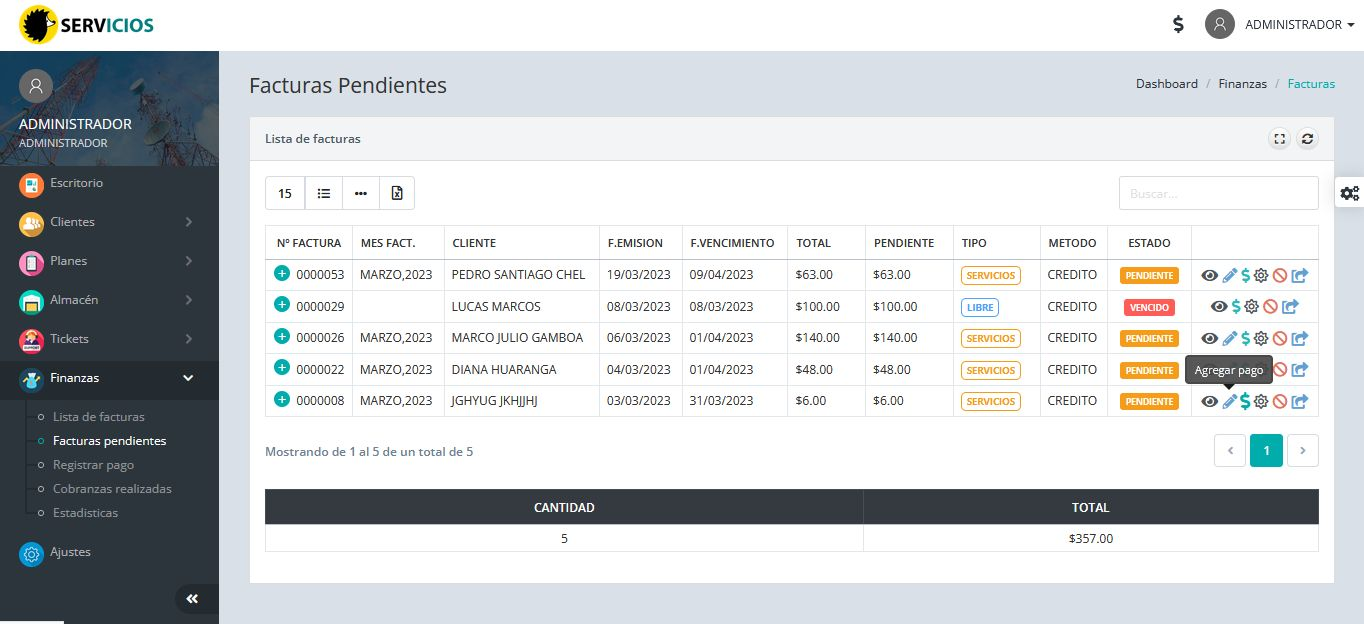 SERVICIOS
ADMINISTRADOR
ADMINISTRADOR
ADMINISTRADOR
Escritorio
Clientes
Planes
Almacén
Tickets
Finanzas
Lista de facturas
Facturas pendientes
Registrar pago
Cobranzas realizadas
Estadisticas
Ajustes
Facturas Pendientes
Dashboard / Finanzas / Facturas
Lista de facturas
15
Buscar...
Nº FACTURA MES FACT. CLIENTE F.EMISION F.VENCIMIENTO TOTAL PENDIENTE TIPO METODO ESTADO
0000053 MARZO,2023 PEDRO SANTIAGO CHEL 19/03/2023 09/04/2023 $63.00 $63.00 SERVICIOS CREDITO PENDIENTE
0000029 LUCAS MARCOS 08/03/2023 08/03/2023 $100.00 $100.00 LIBRE CREDITO VENCIDO
0000026 MARZO,2023 MARCO JULIO GAMBOA 06/03/2023 01/04/2023 $140.00 $140.00 SERVICIOS CREDITO PENDIENTE
0000022 MARZO,2023 DIANA HUARANGA 04/03/2023 01/04/2023 $48.00 $48.00 SERVICIOS CREDITO PENDIENTE
Agregar pago
0000008 MARZO,2023 JGHYUG JKHJJHJ 03/03/2023 31/03/2023 $6.00 $6.00 SERVICIOS CREDITO PENDIENTE
Mostrando de 1 al 5 de un total de 5
1
CANTIDAD TOTAL
5 $357.00